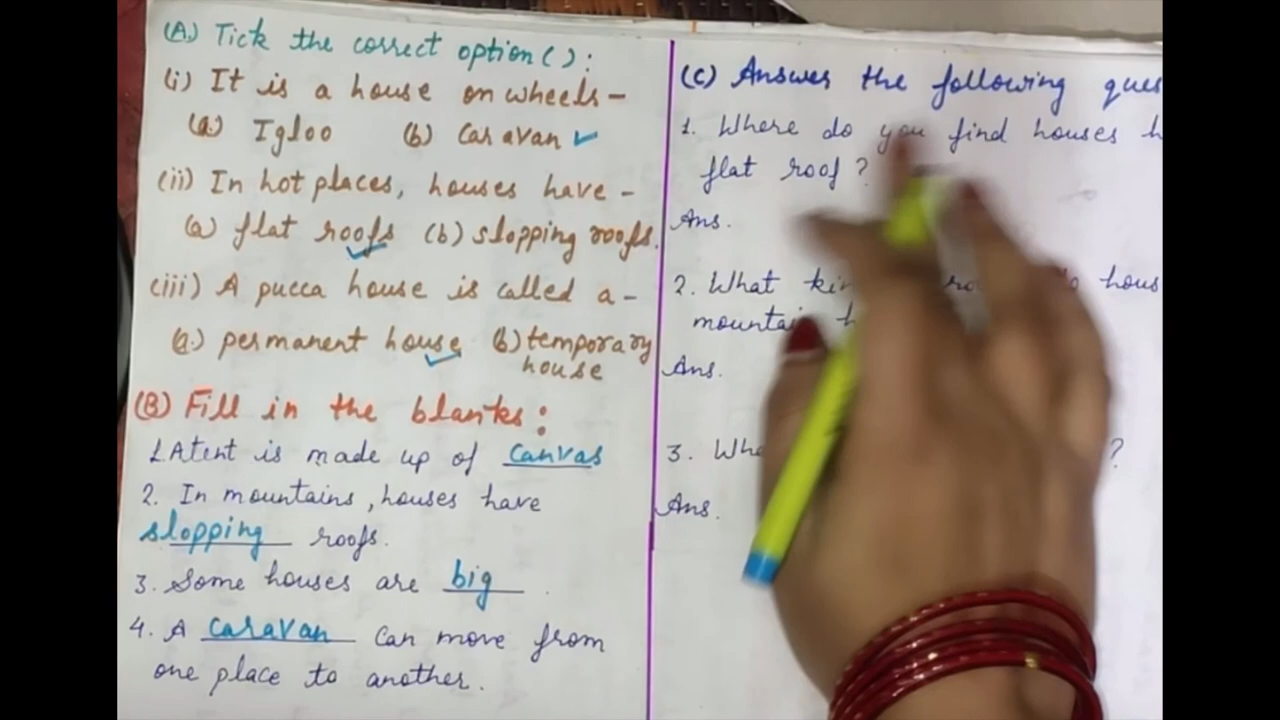 (A) Tick the correct option ( ) :
(i) It is a house on wheels -
(a) Igloo (b) Caravan ✓
(ii) In hot places, houses have -
(a) flat roofs ✓ (b) slopping roofs.
(iii) A pucca house is called a -
(a) permanent house ✓ (b) temporary
house
(B) Fill in the blanks :
1. A tent is made up of canvas
2. In mountains, houses have
slopping roofs.
3. Some houses are big .
4. A caravan can move from
one place to another.
(C) Answer the following ques
1. Where do you find houses h
flat roof ?
Ans.
2. What hous
mountai
Ans.
3. ?
Ans.